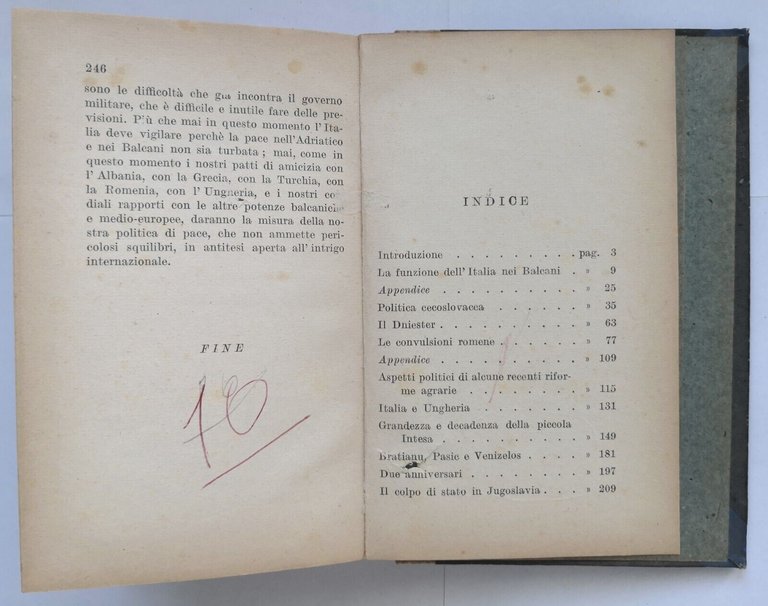 246
sono le difficoltà che già incontra il governo
militare, che è difficile e inutile fare delle pre-
visioni. Più che mai in questo momento l'Ita-
lia deve vigilare perchè la pace nell'Adriatico
e nei Balcani non sia turbata ; mai, come in
questo momento i nostri patti di amicizia con
l' Albania, con la Grecia, con la Turchia, con
la Romenia, con l' Ungheria, e i nostri co
diali rapporti con le altre potenze balcaniche
e medio-europee, daranno la misura della no-
stra politica di pace, che non ammette peri-
colosi squilibri, in antitesi aperta all' intrigo
internazionale.
FINE
INDICE
Introduzione . . . . . . . . pag. 3
La funzione dell' Italia nei Balcani . » 9
Appendice . . . . . . . . . » 25
Politica cecoslovacca . . . . . . » 35
Il Dniester . . . . . . . . . » 63
Le convulsioni romene . . . . . . » 77
Appendice . . . . . . . . . » 109
Aspetti politici di alcune recenti rifor-
me agrarie . . . . . . . » 115
Italia e Ungheria . . . . . . . » 131
Grandezza e decadenza della piccola
Intesa . . . . . . . . . » 149
Bratianu, Pasic e Venizelos . . . . » 181
Due anniversari . . . . . . . » 197
Il colpo di stato in Jugoslavia . . . » 209